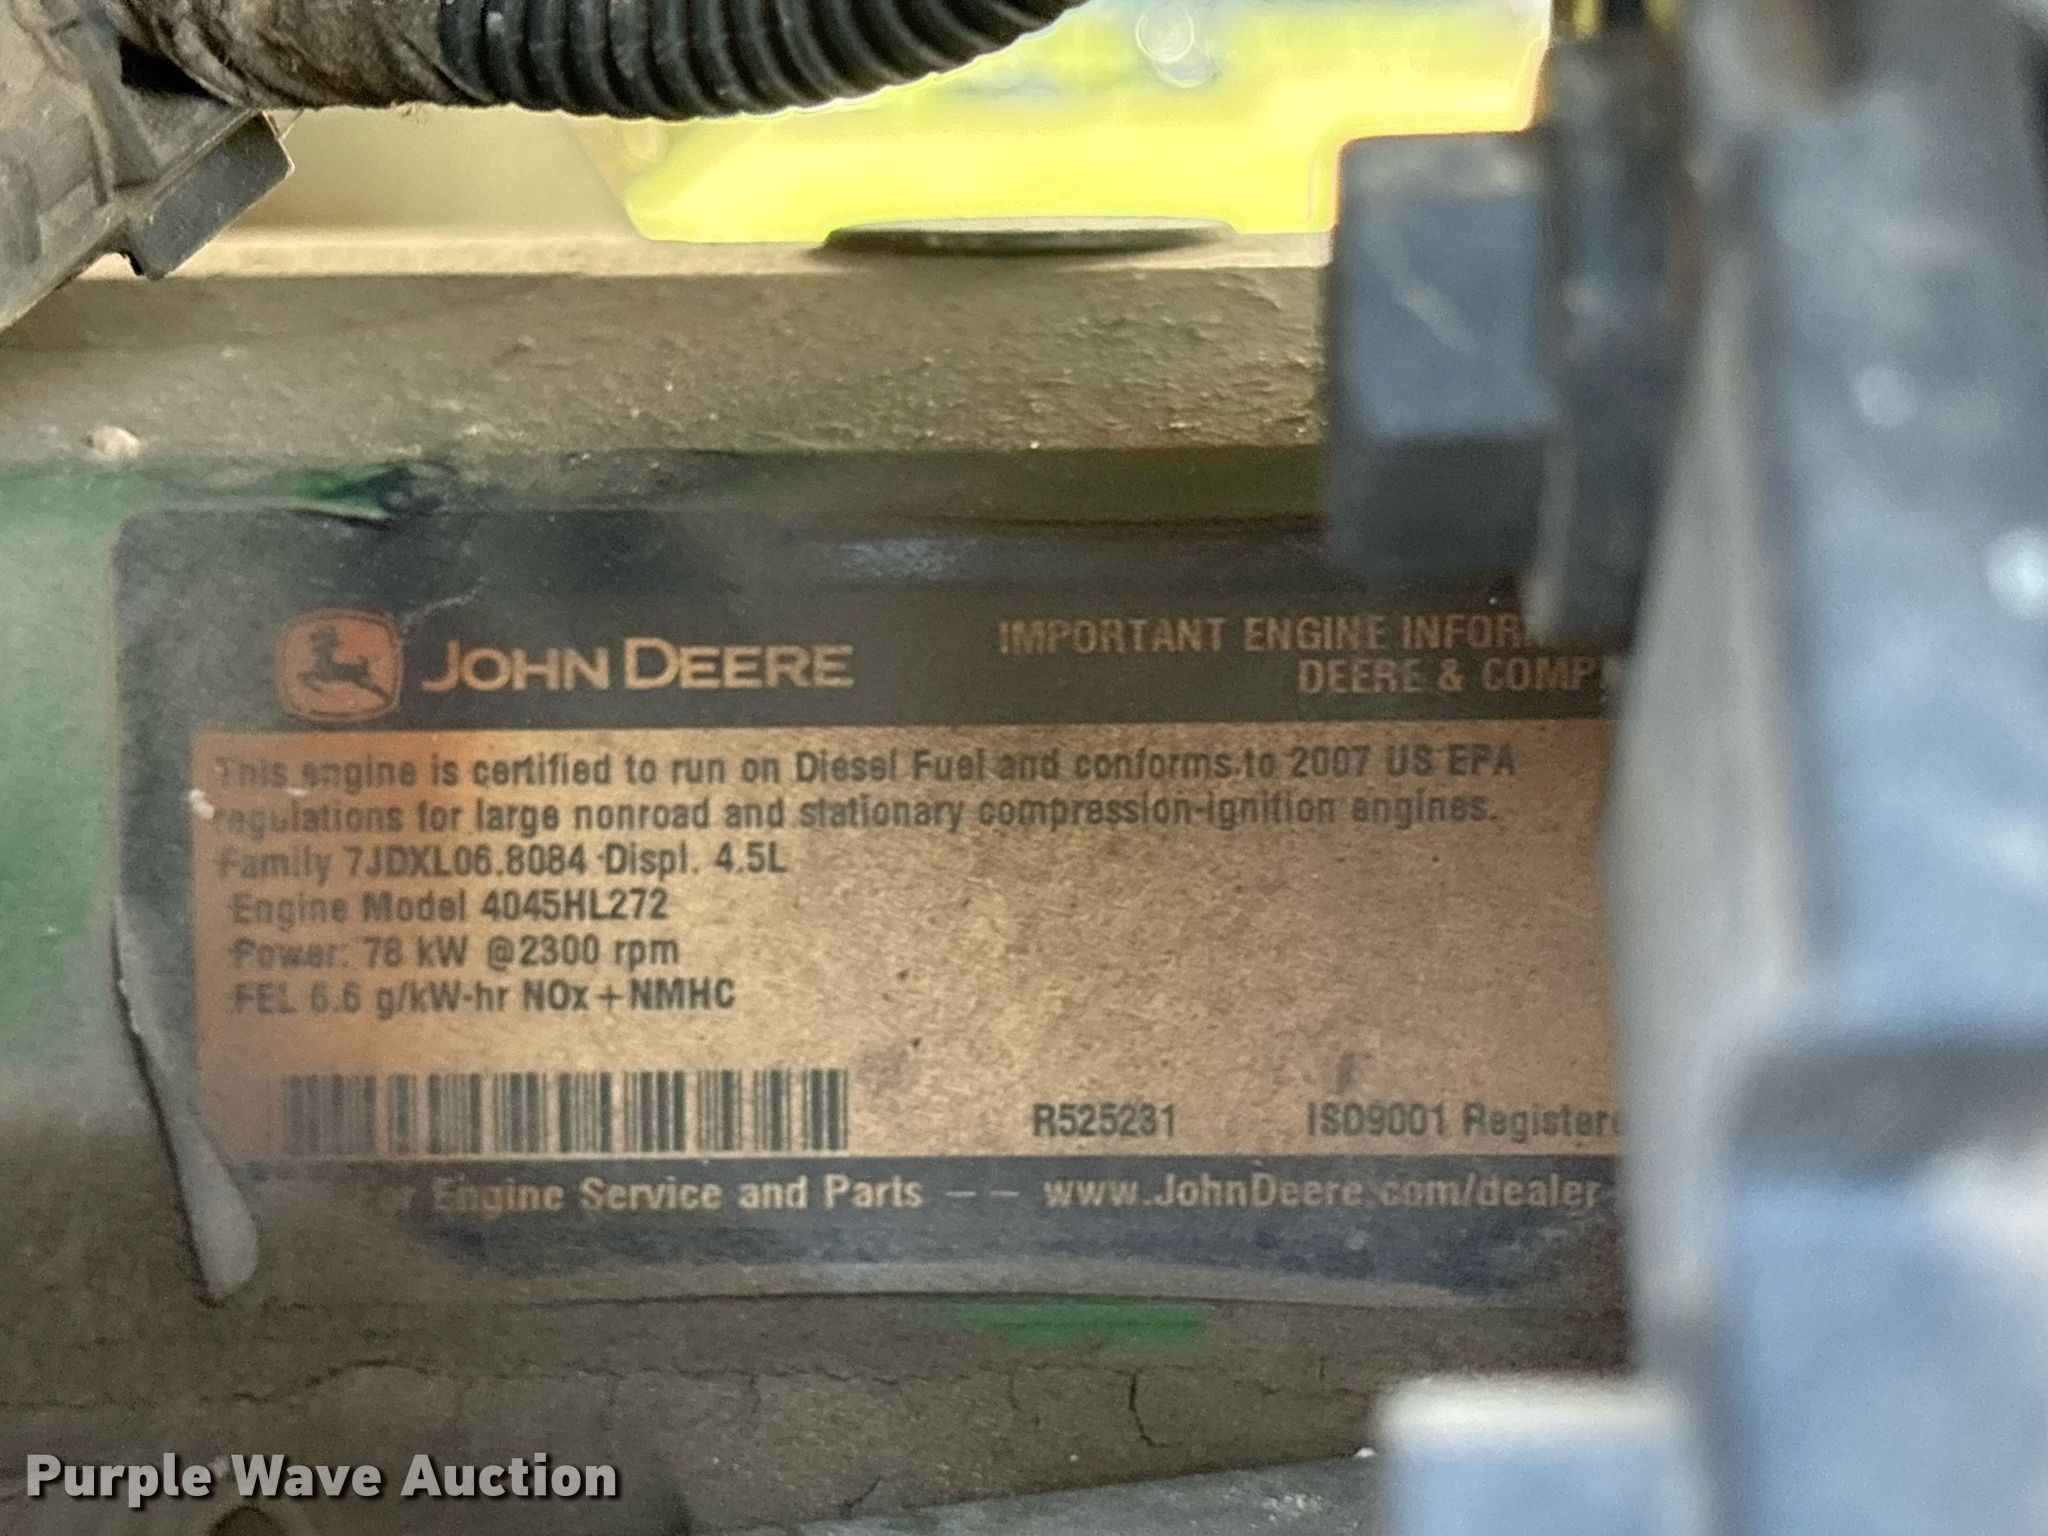 JOHN DEERE
IMPORTANT ENGINE INFOR
DEERE & COMP
This engine is certified to run on Diesel Fuel and conforms to 2007 US EPA
regulations for large nonroad and stationary compression-ignition engines.
Family 7JDXL06.8084 Displ. 4.5L
Engine Model 4045HL272
Power: 78 kW @2300 rpm
FEL 6.6 g/kW-hr NOx+NMHC
R525231 ISO9001 Register
For Engine Service and Parts -- www.JohnDeere.com/dealer
Purple Wave Auction